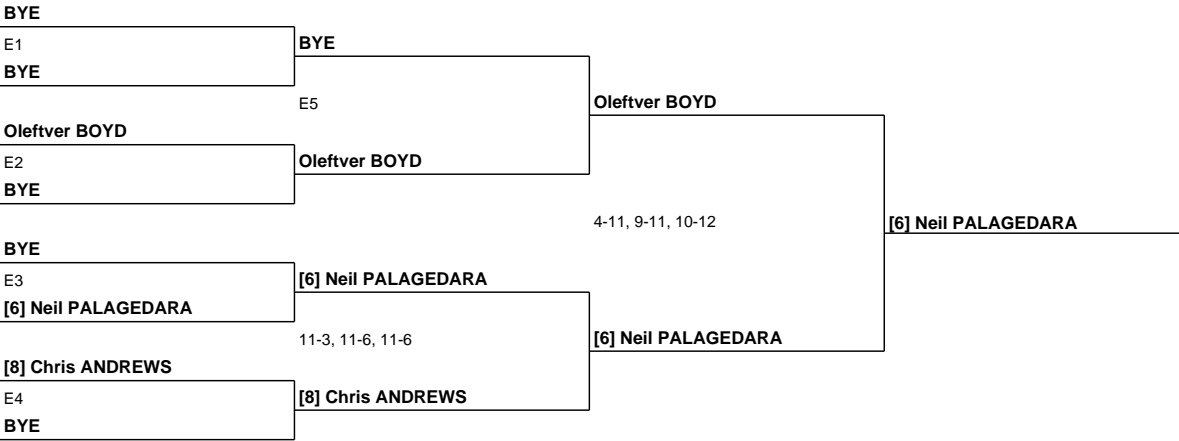 BYE
E1
BYE
BYE
E5
Oleftver BOYD
Oleftver BOYD
E2
Oleftver BOYD
BYE
4-11, 9-11, 10-12
[6] Neil PALAGEDARA
BYE
E3
[6] Neil PALAGEDARA
[6] Neil PALAGEDARA
11-3, 11-6, 11-6
[6] Neil PALAGEDARA
[8] Chris ANDREWS
E4
[8] Chris ANDREWS
BYE